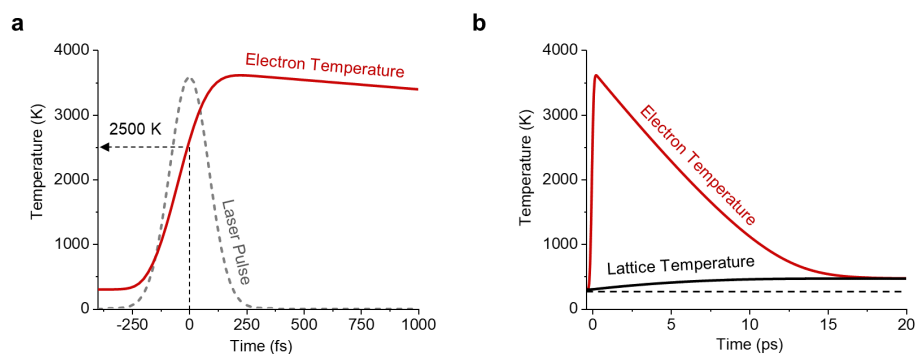 a
4000
3000
2000
1000
0
Temperature (K)
2500 K
Electron Temperature
Laser Pulse
-250
0
250
500
750
1000
Time (fs)
b
4000
3000
2000
1000
0
Temperature (K)
Electron Temperature
Lattice Temperature
0
5
10
15
20
Time (ps)